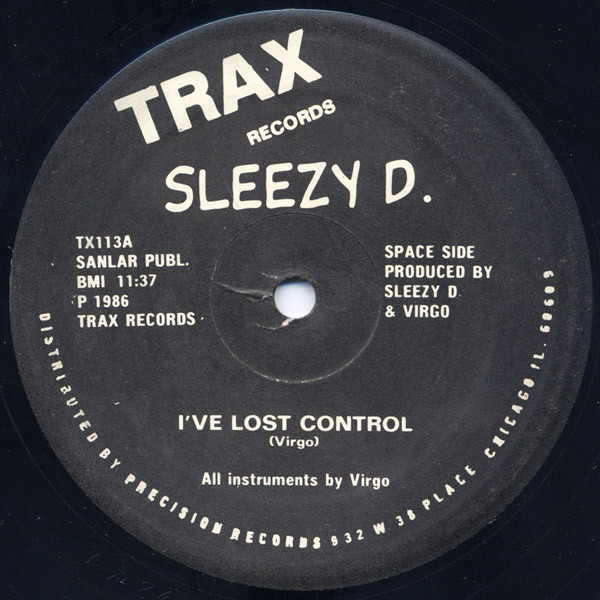 TRAX
RECORDS
SLEEZY D.
TX113A
SANLAR PUBL.
BMI 11:37
P 1986
TRAX RECORDS
SPACE SIDE
PRODUCED BY
SLEEZY D
& VIRGO
I'VE LOST CONTROL
(Virgo)
All instruments by Virgo
DISTRIBUTED BY PRECISION RECORDS 932 W 38 PLACE CHICAGO IL. 60609